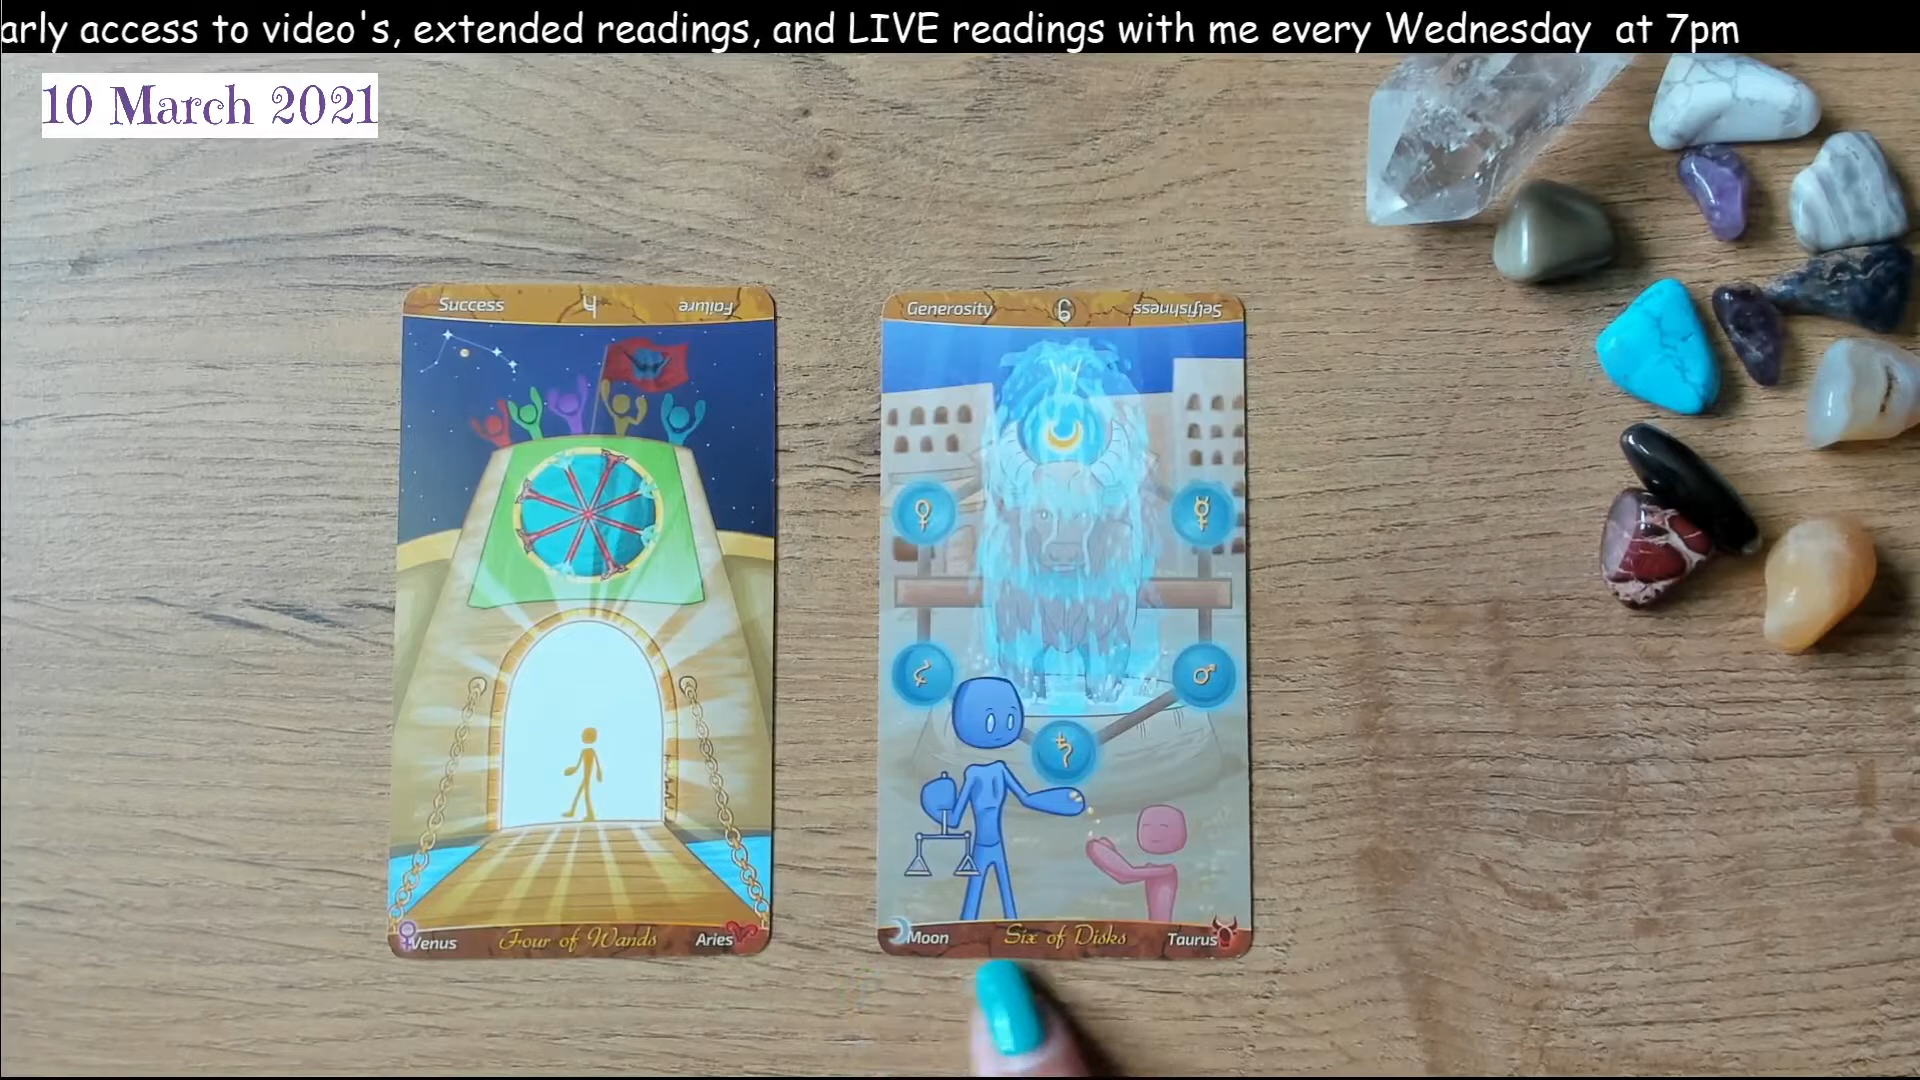 arly access to video's, extended readings, and LIVE readings with me every Wednesday at 7pm
10 March 2021
Success 4 Failure
Generosity 6 Selfishness
Venus Four of Wands Aries
Moon Six of Disks Taurus